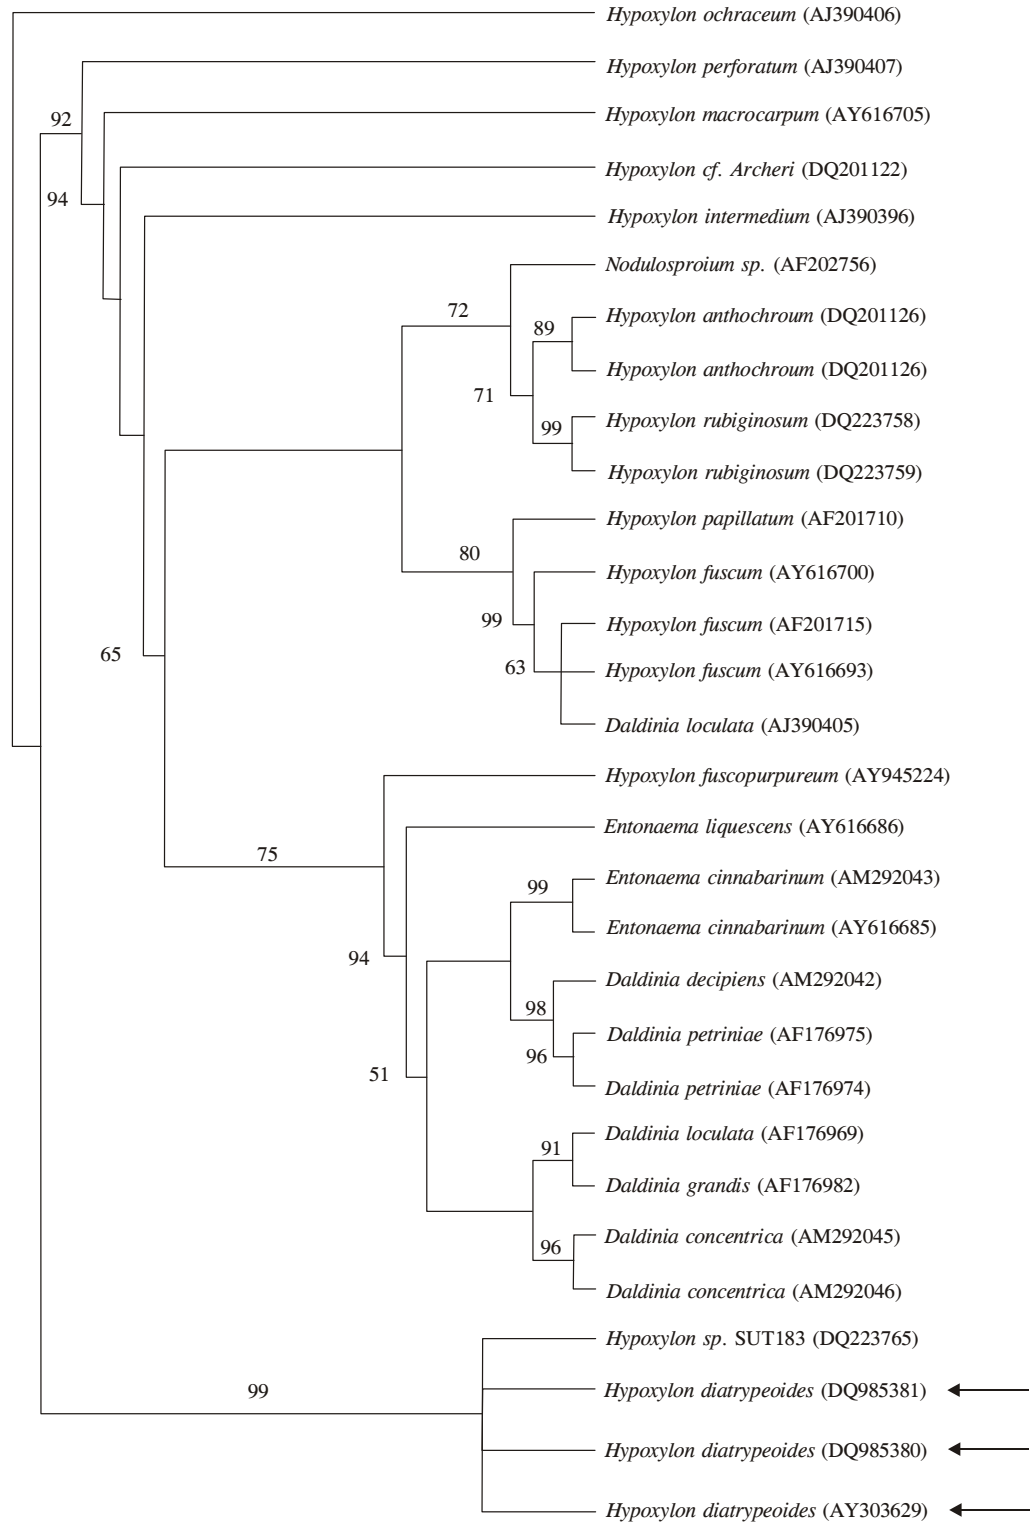 Hypoxylon ochraceum (AJ390406)
Hypoxylon perforatum (AJ390407)
92
Hypoxylon macrocarpum (AY616705)
Hypoxylon cf. Archeri (DQ201122)
94
Hypoxylon intermedium (AJ390396)
Nodulosproium sp. (AF202756)
72
Hypoxylon anthochroum (DQ201126)
89
Hypoxylon anthochroum (DQ201126)
71
Hypoxylon rubiginosum (DQ223758)
99
Hypoxylon rubiginosum (DQ223759)
Hypoxylon papillatum (AF201710)
80
Hypoxylon fuscum (AY616700)
99
Hypoxylon fuscum (AF201715)
65
63
Hypoxylon fuscum (AY616693)
Daldinia loculata (AJ390405)
Hypoxylon fuscopurpureum (AY945224)
Entonaema liquescens (AY616686)
75
Entonaema cinnabarinum (AM292043)
99
Entonaema cinnabarinum (AY616685)
94
Daldinia decipiens (AM292042)
98
Daldinia petriniae (AF176975)
96
51
Daldinia petriniae (AF176974)
Daldinia loculata (AF176969)
91
Daldinia grandis (AF176982)
Daldinia concentrica (AM292045)
96
Daldinia concentrica (AM292046)
Hypoxylon sp. SUT183 (DQ223765)
99
Hypoxylon diatrypeoides (DQ985381)
Hypoxylon diatrypeoides (DQ985380)
Hypoxylon diatrypeoides (AY303629)